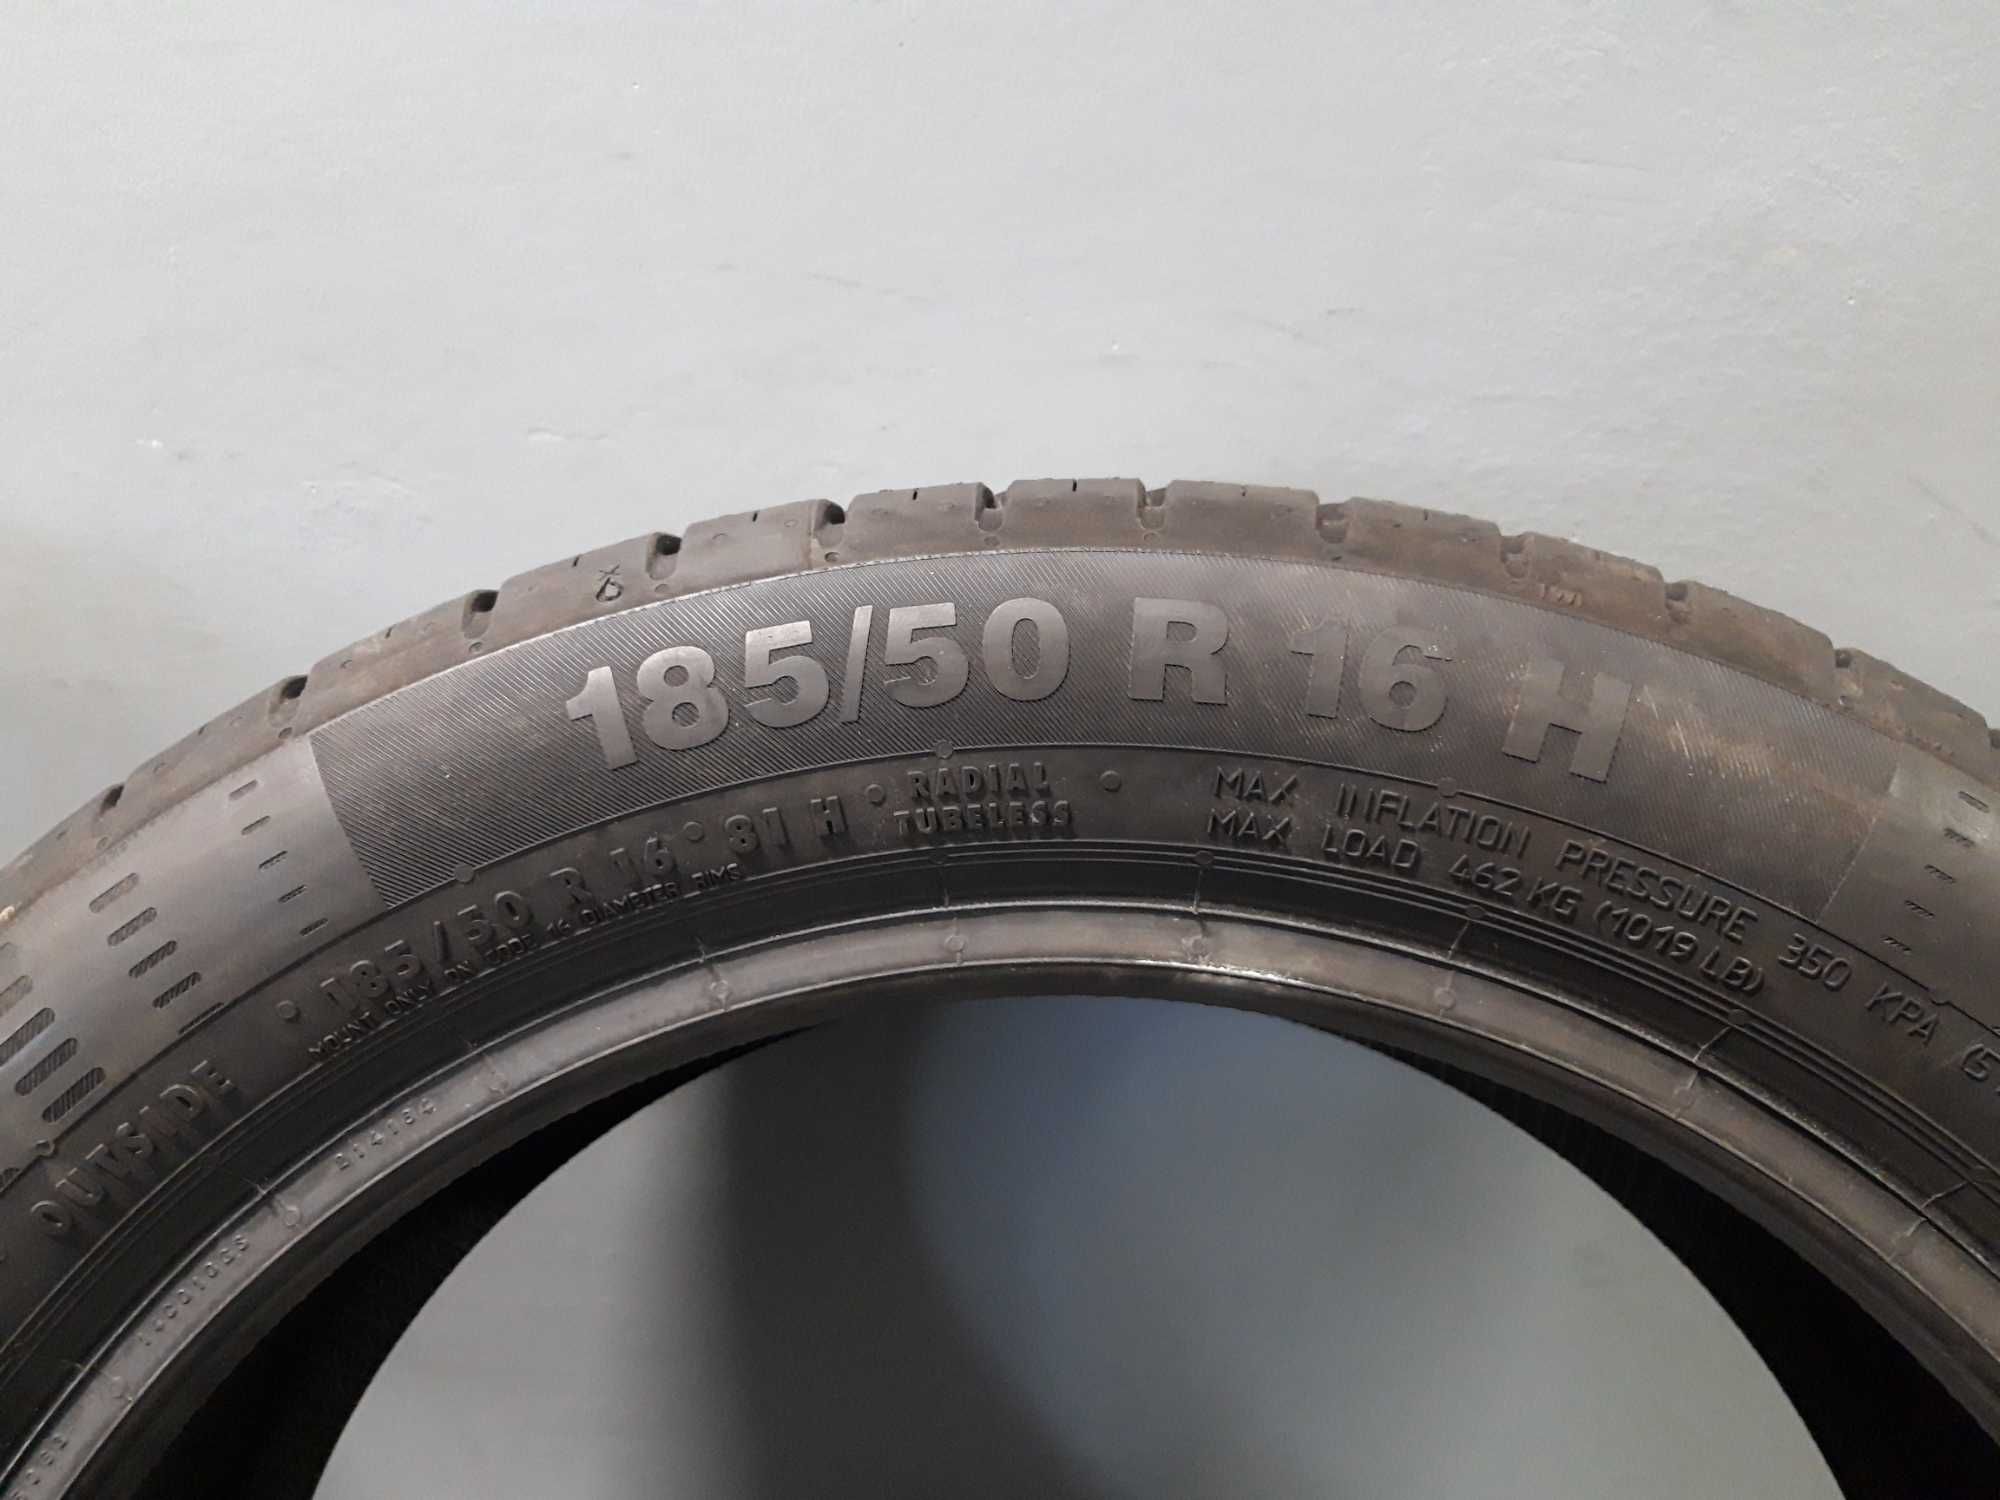 185/50 R 16 H
185/50 R 16 81 H
RADIAL
TUBELESS
MOUNT ONLY ON CODE 16 DIAMETER RIMS
MAX INFLATION PRESSURE 350 KPA (5
MAX LOAD 462 KG (1019 LB)
OUTSIDE